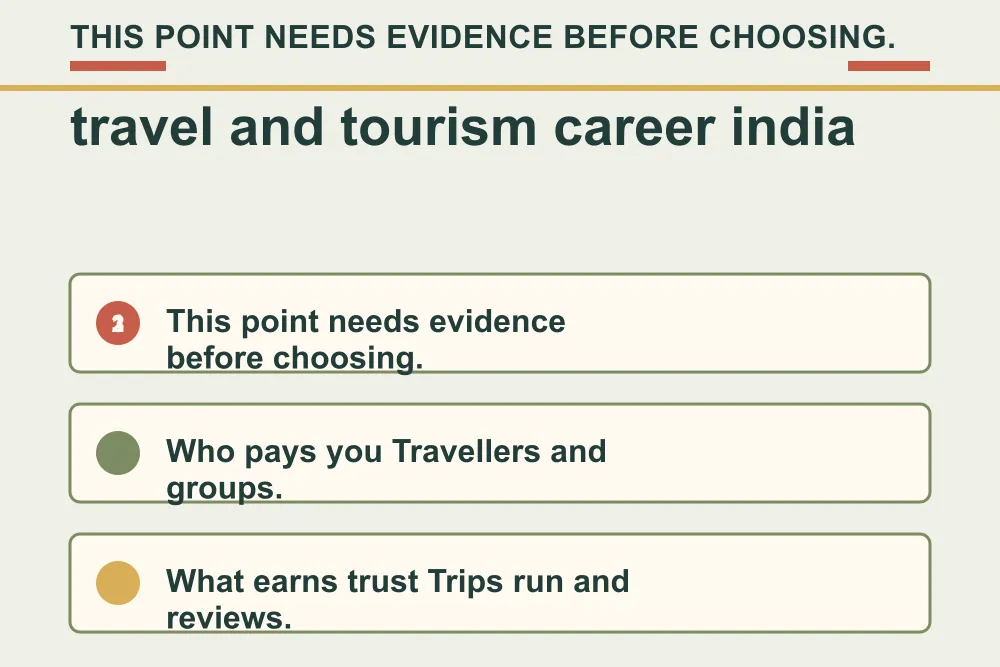 THIS POINT NEEDS EVIDENCE BEFORE CHOOSING.
travel and tourism career india
This point needs evidence
before choosing.
Who pays you Travellers and
groups.
What earns trust Trips run and
reviews.